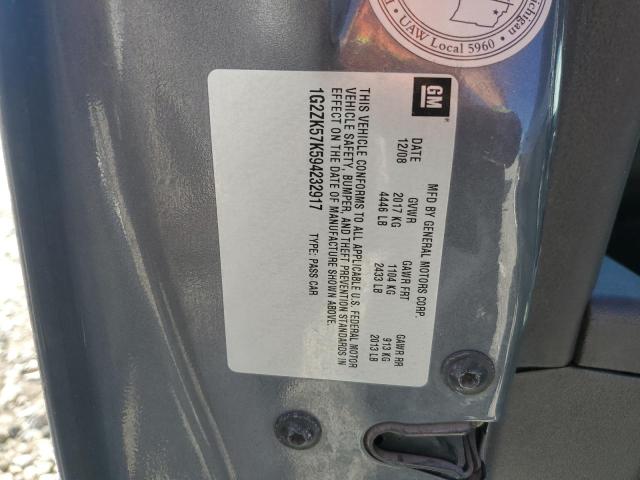 Michigan
UAW Local 5960
GM
MFD BY GENERAL MOTORS CORP.
DATE GVWR GAWR FRT GAWR RR
12/08 2017 KG 1104 KG 913 KG
4446 LB 2433 LB 2013 LB
THIS VEHICLE CONFORMS TO ALL APPLICABLE U.S. FEDERAL MOTOR
VEHICLE SAFETY, BUMPER, AND THEFT PREVENTION STANDARDS IN
EFFECT ON THE DATE OF MANUFACTURE SHOWN ABOVE.
1G2ZK57K594232917 TYPE: PASS CAR